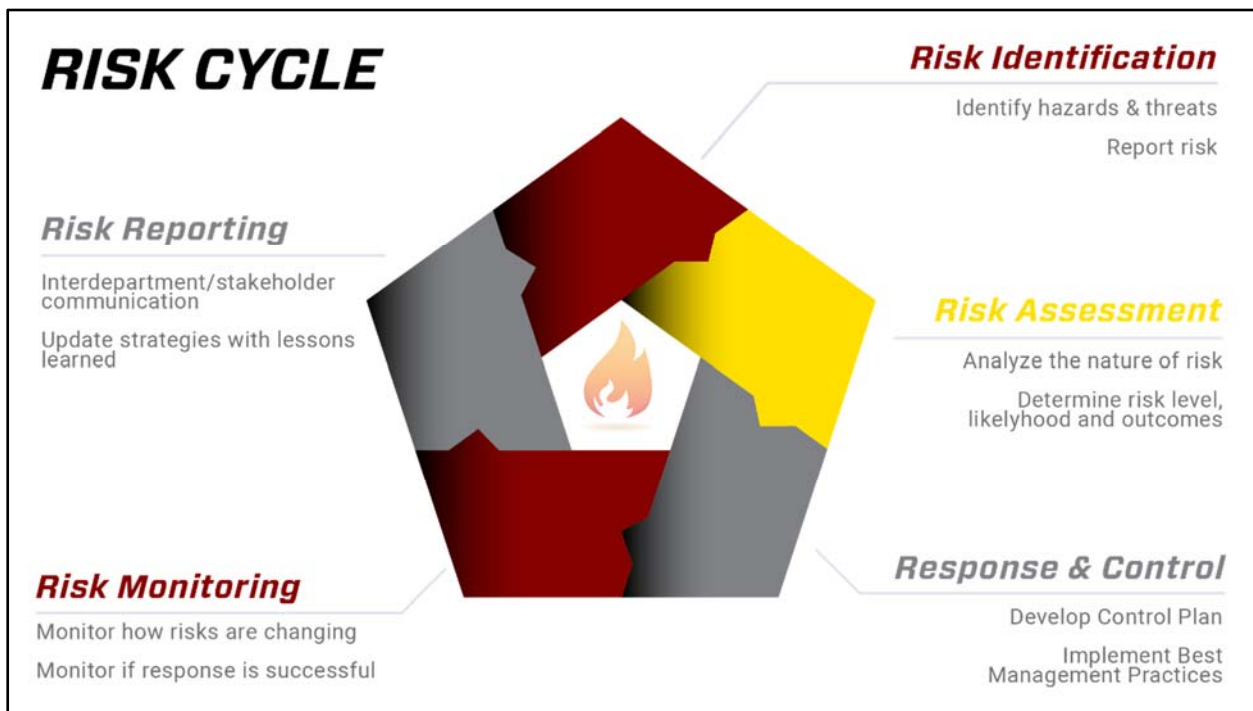 RISK CYCLE
Risk Identification
Identify hazards & threats
Report risk
Risk Assessment
Analyze the nature of risk
Determine risk level,
likelyhood and outcomes
Response & Control
Develop Control Plan
Implement Best
Management Practices
Risk Monitoring
Monitor how risks are changing
Monitor if response is successful
Risk Reporting
Interdepartment/stakeholder
communication
Update strategies with lessons
learned